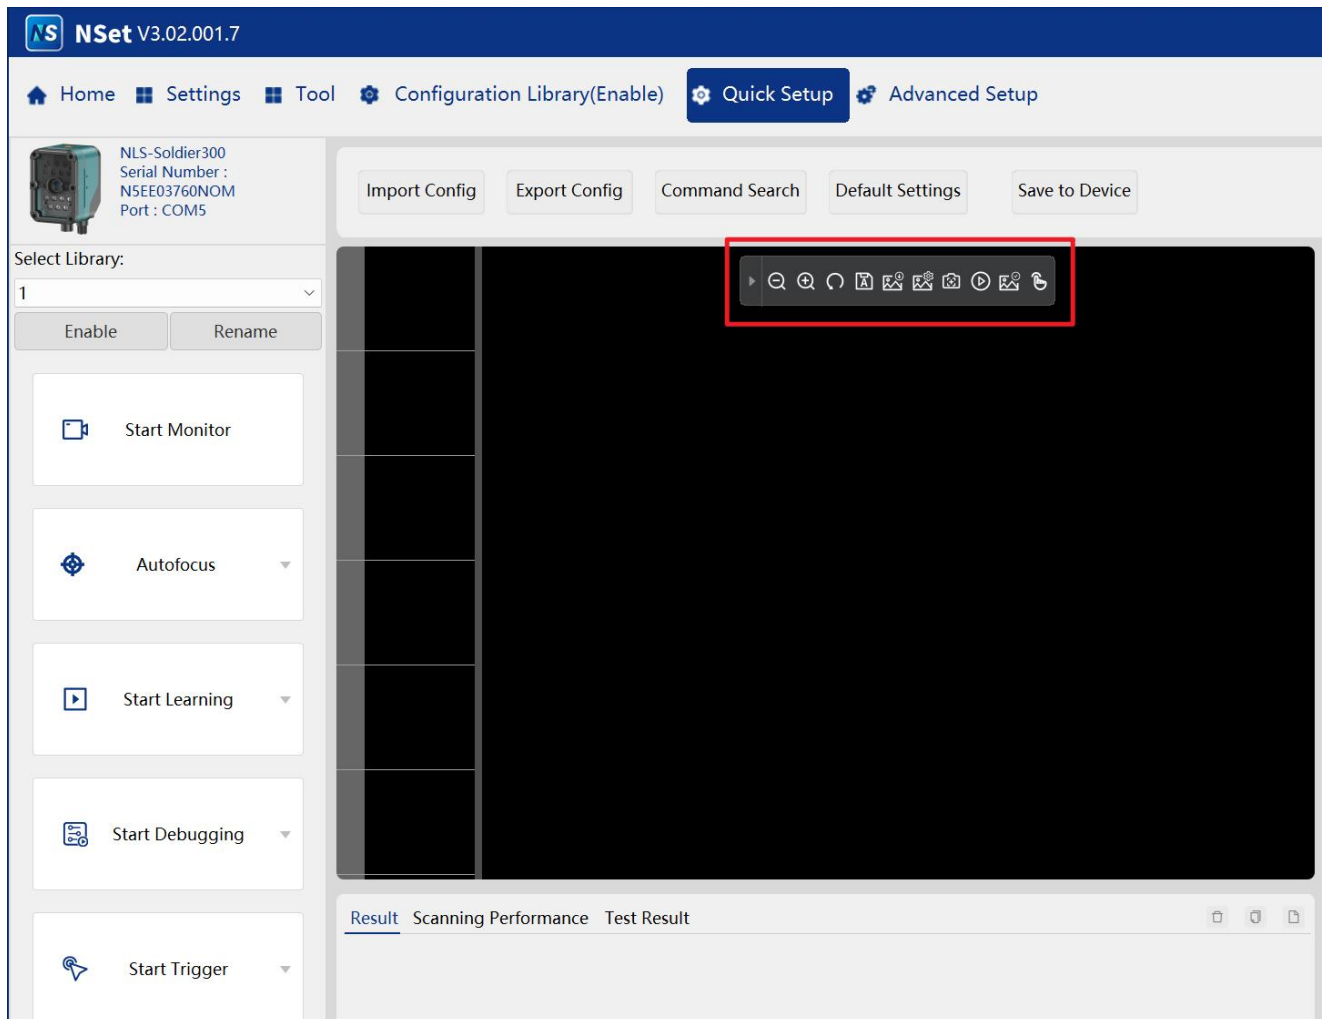 NS NSet V3.02.001.7
Home Settings Tool Configuration Library(Enable) Quick Setup Advanced Setup
NLS-Soldier300
Serial Number :
N5EE03760NOM
Port : COM5
Import Config Export Config Command Search Default Settings Save to Device
Select Library:
1
Enable Rename
Start Monitor
Autofocus
Start Learning
Start Debugging
Start Trigger
A
Result Scanning Performance Test Result